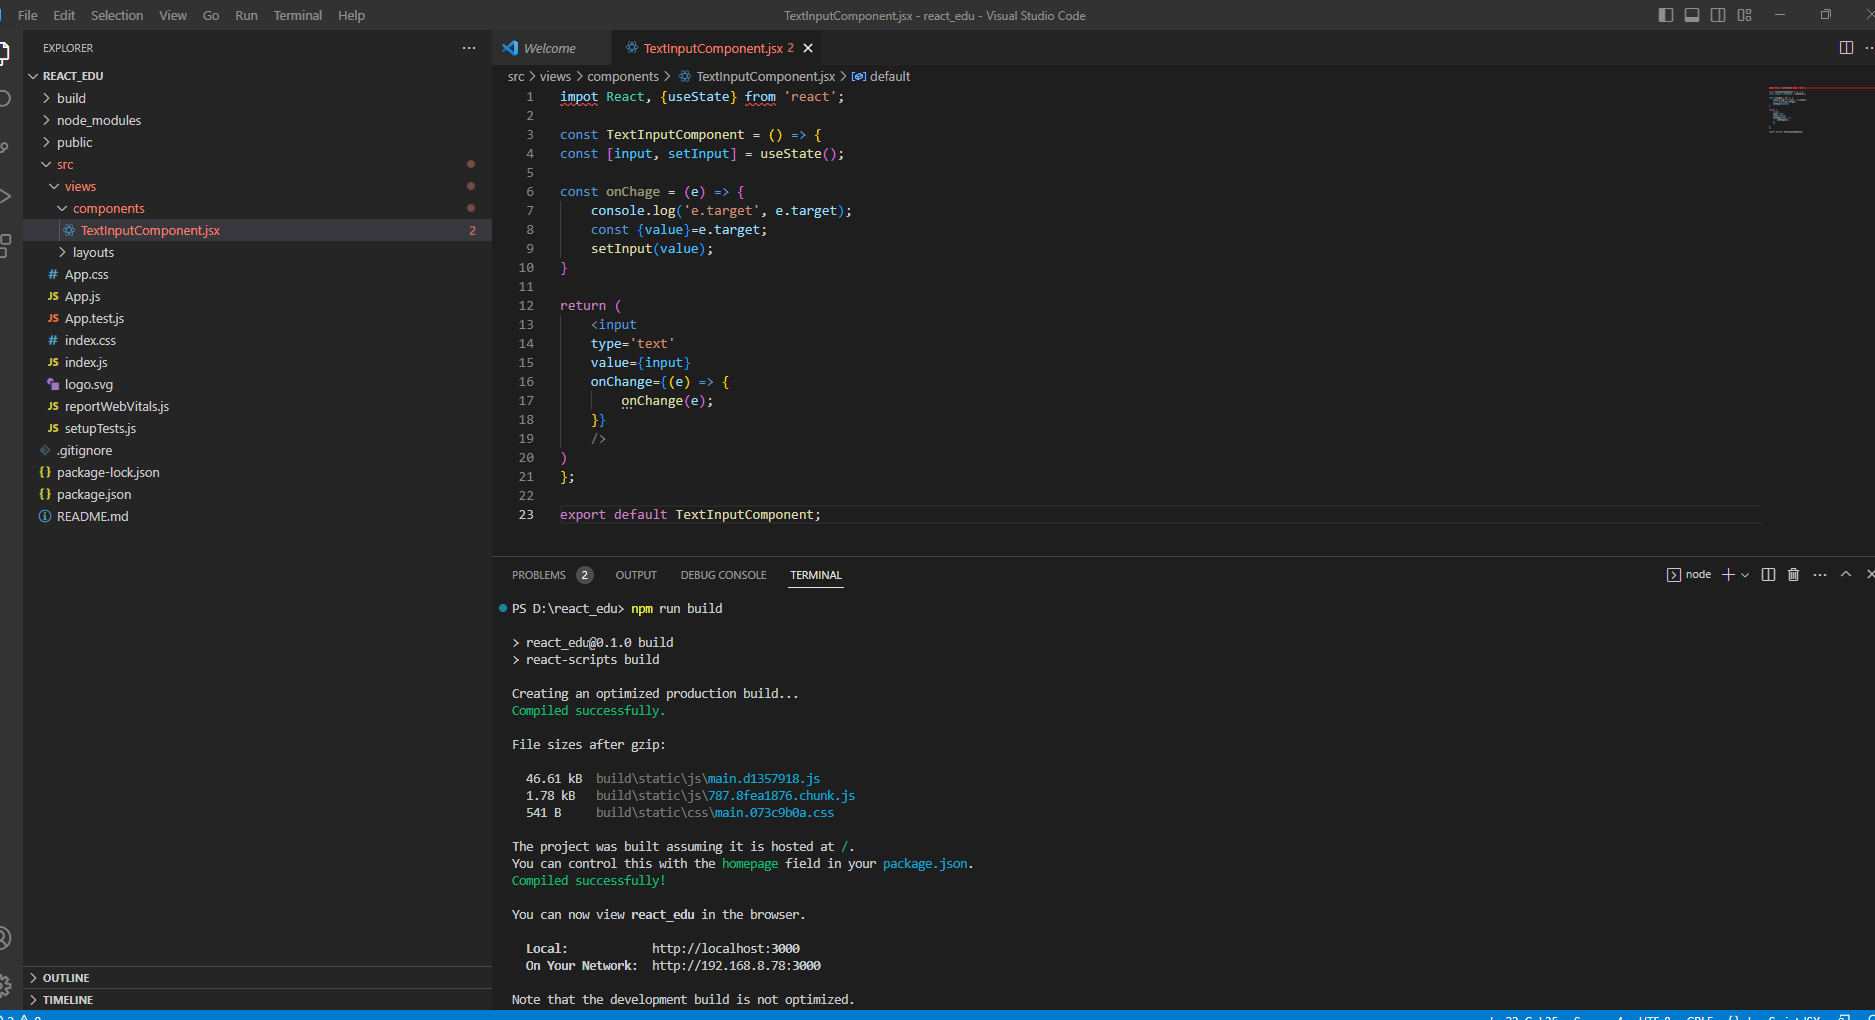 File Edit Selection View Go Run Terminal Help
TextInputComponent.jsx - react_edu - Visual Studio Code
EXPLORER
REACT_EDU
build
node_modules
public
src
views
components
TextInputComponent.jsx 2
layouts
# App.css
JS App.js
JS App.test.js
# index.css
JS index.js
logo.svg
JS reportWebVitals.js
JS setupTests.js
.gitignore
{} package-lock.json
{} package.json
README.md
OUTLINE
TIMELINE
Welcome TextInputComponent.jsx 2
src > views > components > TextInputComponent.jsx > default
1 impot React, {useState} from 'react';
2
3 const TextInputComponent = () => {
4 const [input, setInput] = useState();
5
6 const onChage = (e) => {
7 console.log('e.target', e.target);
8 const {value}=e.target;
9 setInput(value);
10 }
11
12 return (
13 <input
14 type='text'
15 value={input}
16 onChange={(e) => {
17 onChange(e);
18 }}
19 />
20 )
21 };
22
23 export default TextInputComponent;
PROBLEMS 2 OUTPUT DEBUG CONSOLE TERMINAL
node
PS D:\react_edu> npm run build
> react_edu@0.1.0 build
> react-scripts build
Creating an optimized production build...
Compiled successfully.
File sizes after gzip:
46.61 kB build\static\js\main.d1357918.js
1.78 kB build\static\js\787.8fea1876.chunk.js
541 B build\static\css\main.073c9b0a.css
The project was built assuming it is hosted at /.
You can control this with the homepage field in your package.json.
Compiled successfully!
You can now view react_edu in the browser.
Local: http://localhost:3000
On Your Network: http://192.168.8.78:3000
Note that the development build is not optimized.